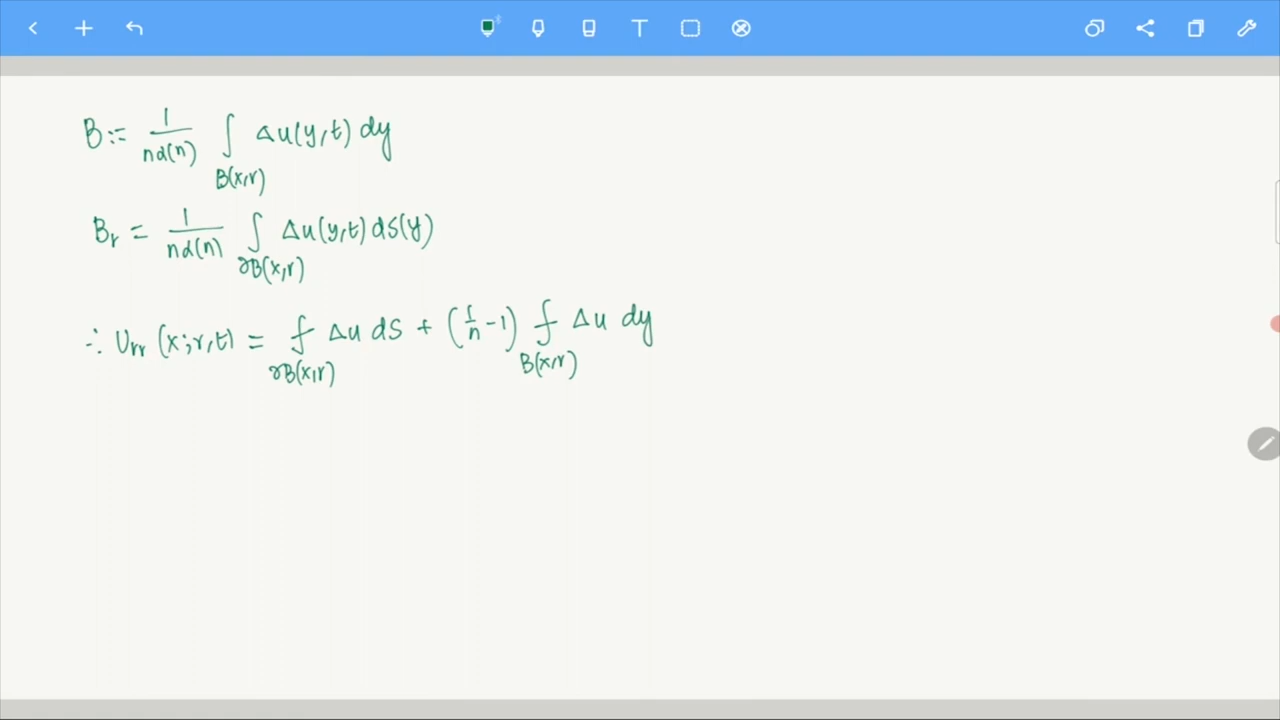 B := 1/nα(n) ∫_{B(x,r)} Δu(y,t) dy
B_r = 1/nα(n) ∫_{∂B(x,r)} Δu(y,t) dS(y)
∴ U_rr (x;r,t) = ⨍_{∂B(x,r)} Δu dS + (1/n - 1) ⨍_{B(x,r)} Δu dy